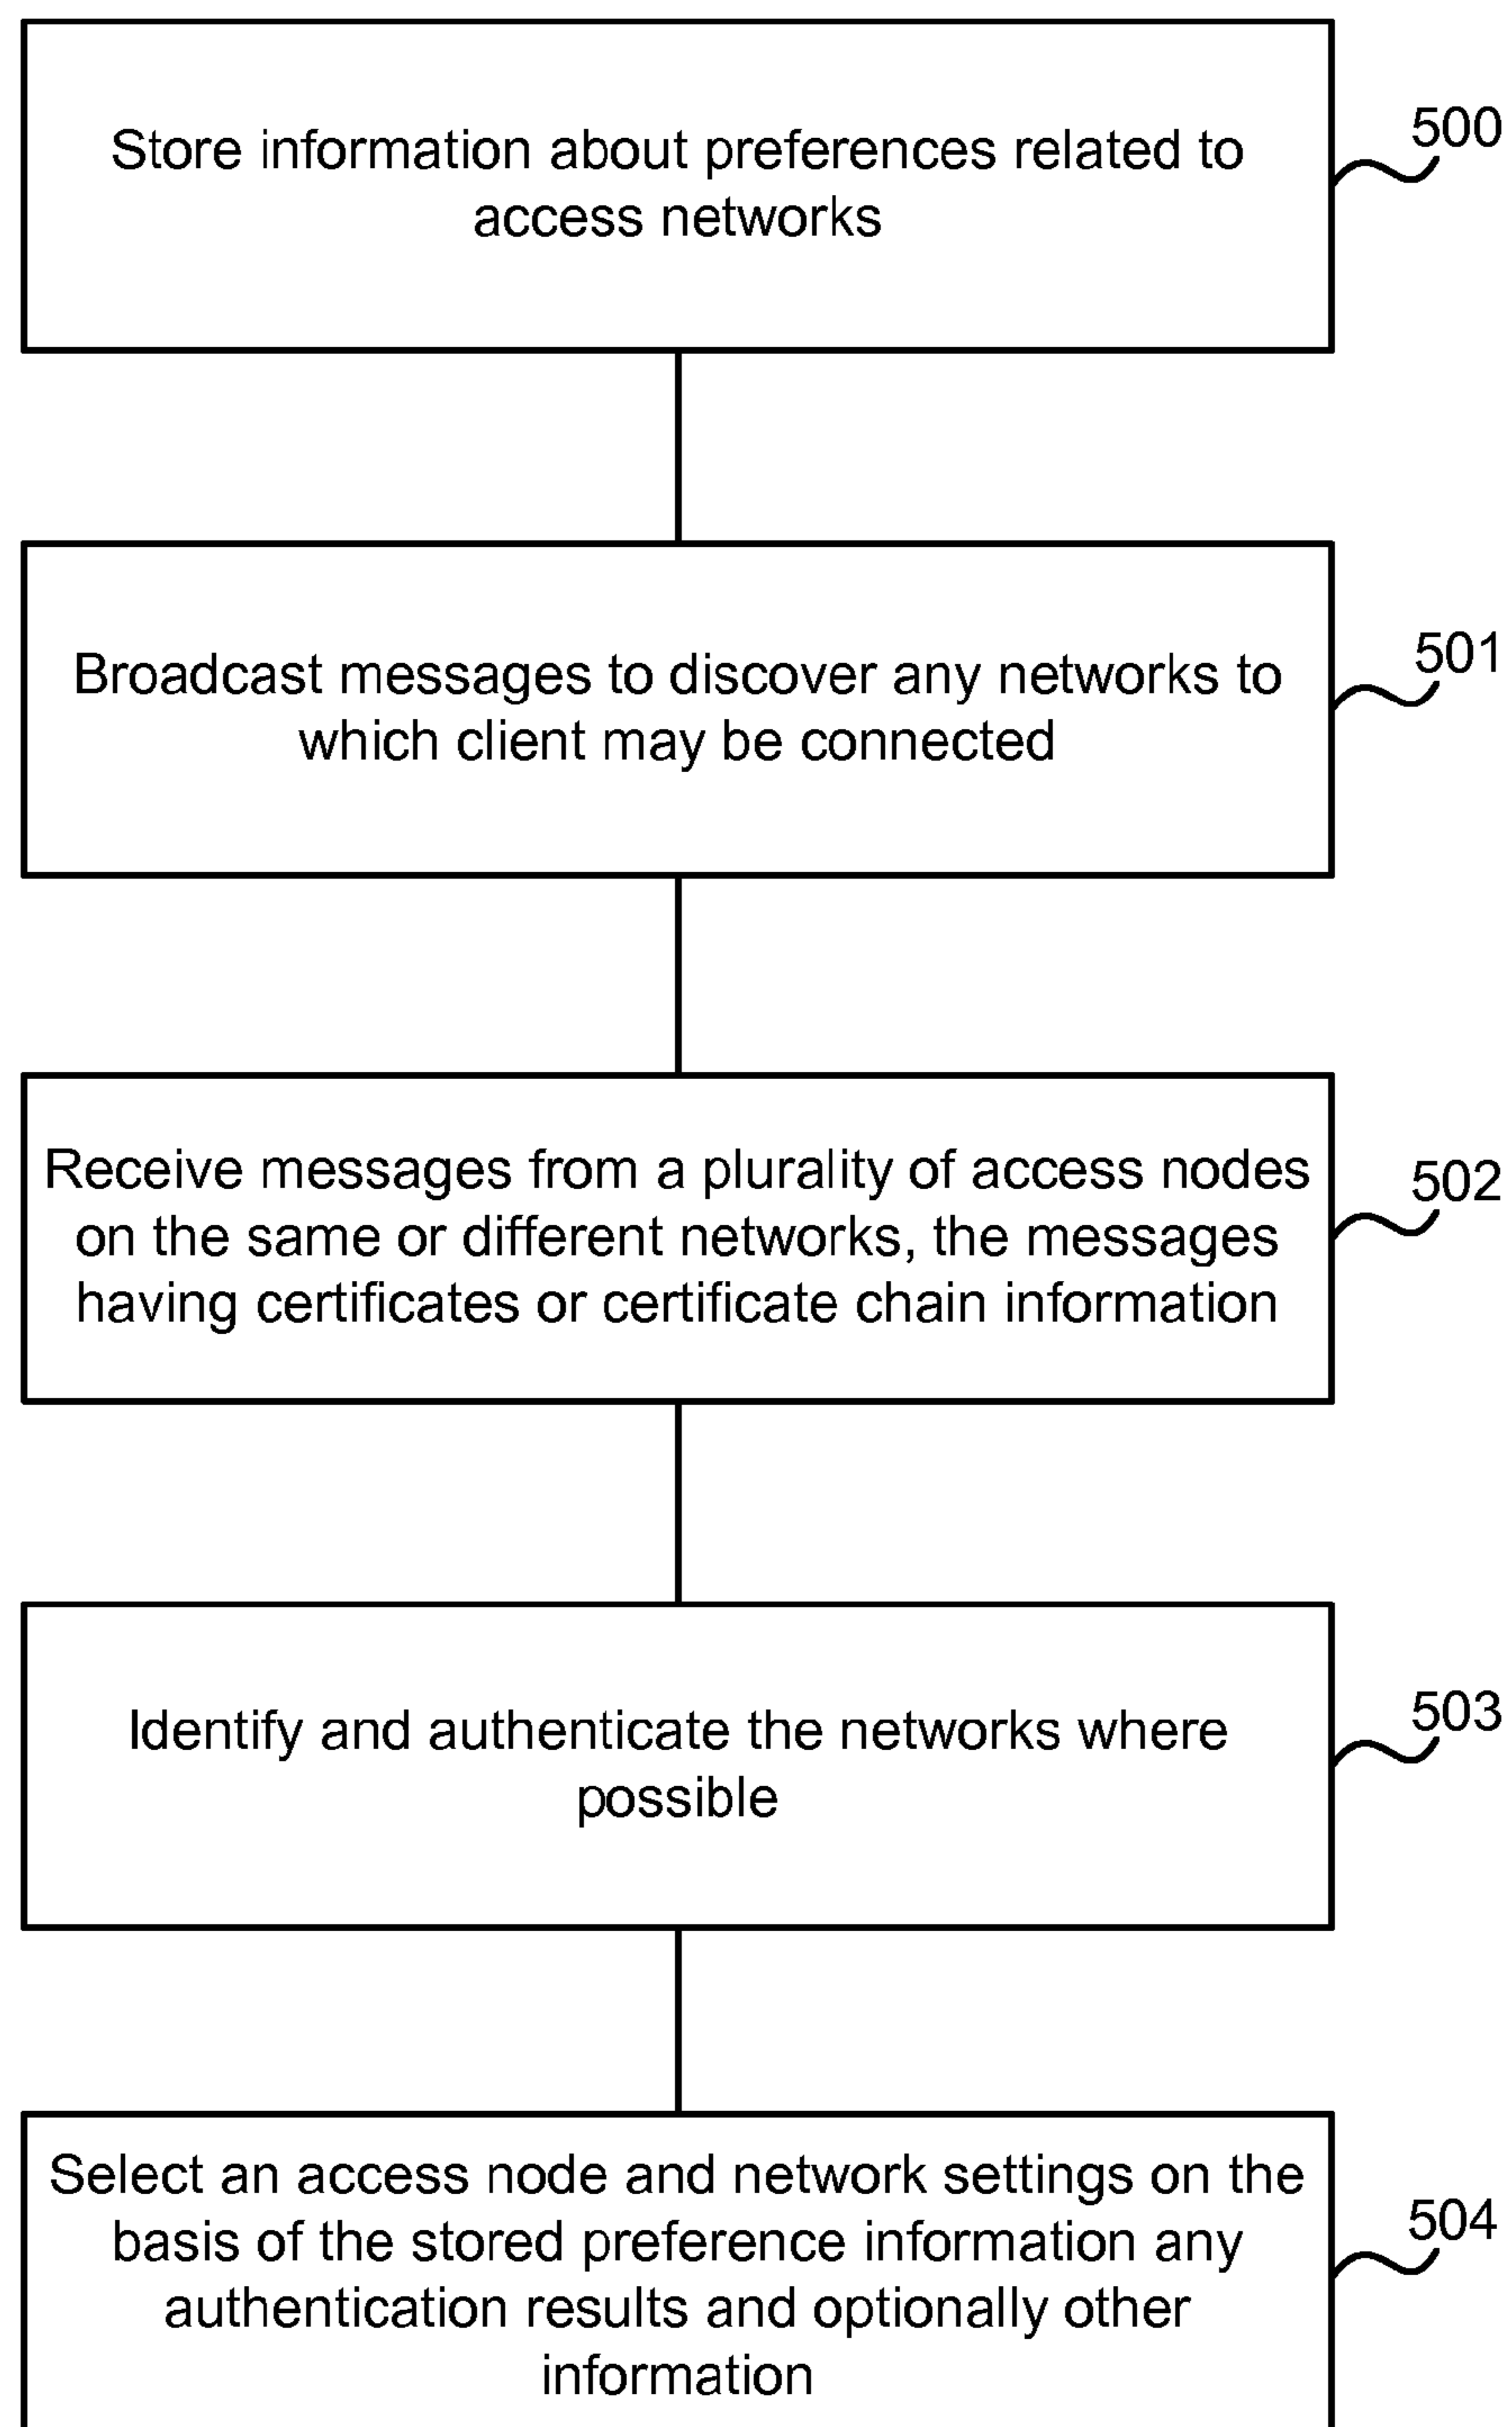 Store information about preferences related to
access networks
500
Broadcast messages to discover any networks to
which client may be connected
501
Receive messages from a plurality of access nodes
on the same or different networks, the messages
having certificates or certificate chain information
502
Identify and authenticate the networks where
possible
503
Select an access node and network settings on the
basis of the stored preference information any
authentication results and optionally other
information
504